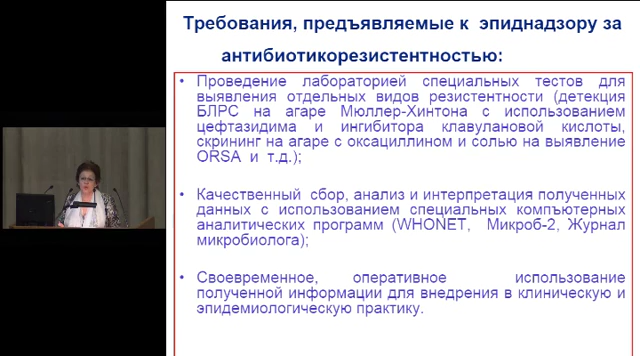 Требования, предъявляемые к эпиднадзору за
антибиотикорезистентностью:
• Проведение лабораторией специальных тестов для
выявления отдельных видов резистентности (детекция
БЛРС на агаре Мюллер-Хинтона с использованием
цефтазидима и ингибитора клавулановой кислоты,
скрининг на агаре с оксациллином и солью на выявление
ORSA и т.д.);
• Качественный сбор, анализ и интерпретация полученных
данных с использованием специальных компъютерных
аналитических программ (WHONET, Микроб-2, Журнал
микробиолога);
• Своевременное, оперативное использование
полученной информации для внедрения в клиническую и
эпидемиологическую практику.